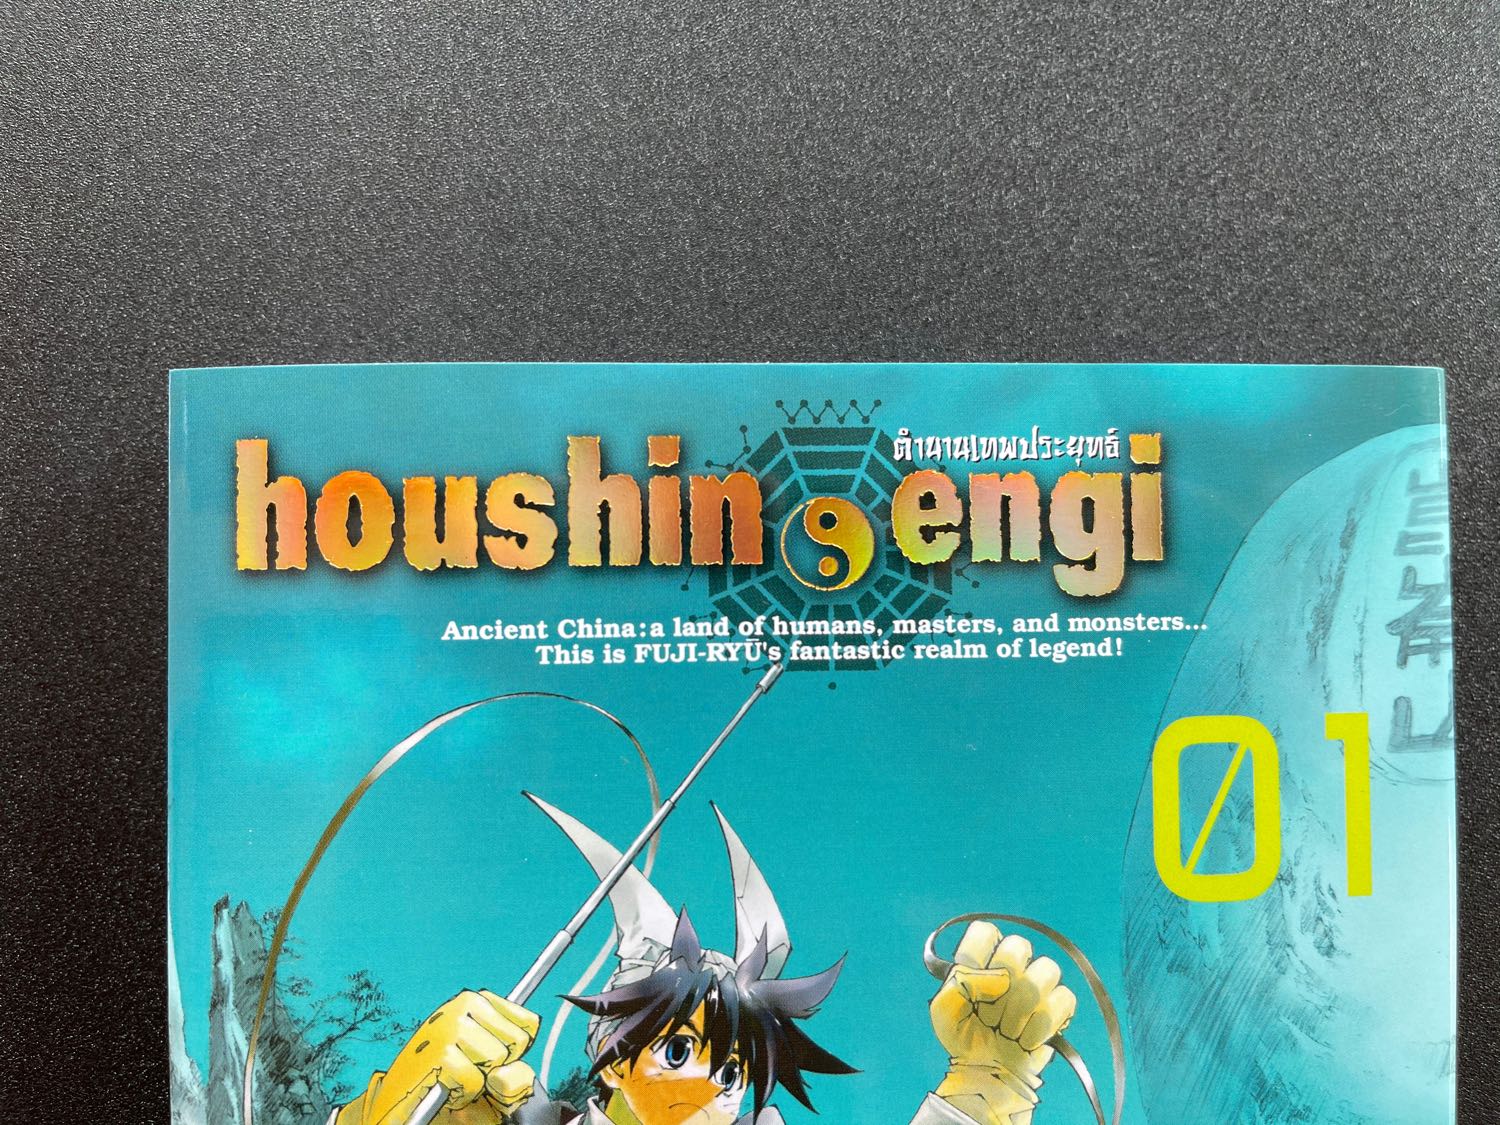 ตำนานเทพประยุทธ์
houshin engi
Ancient China: a land of humans, masters, and monsters...
This is FUJI-RYŪ's fantastic realm of legend!
01